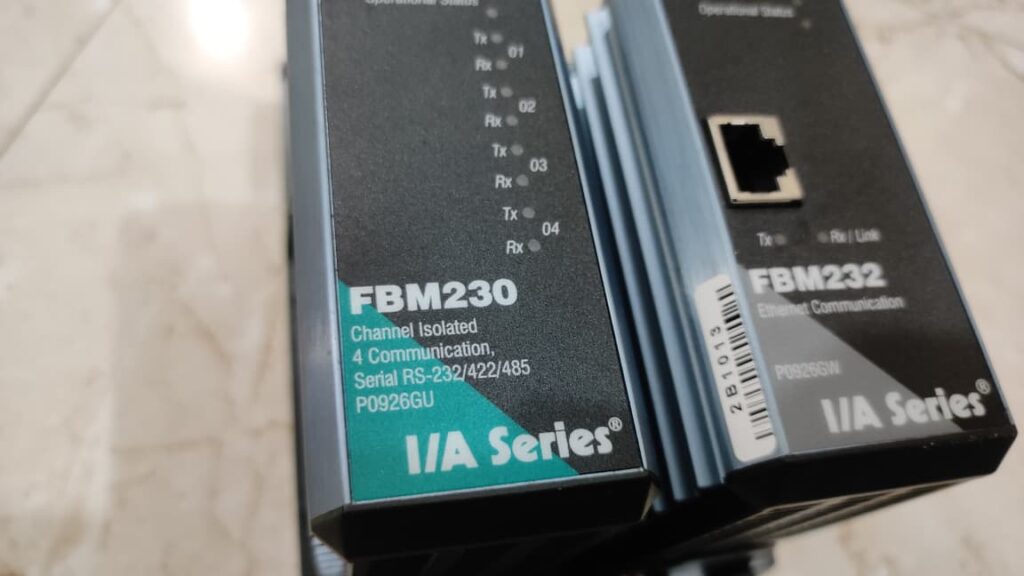 Operational Status
Tx
01
Rx
Tx
02
Rx
Tx
03
Rx
Tx
04
Rx
FBM230
Channel Isolated
4 Communication,
Serial RS-232/422/485
P0926GU
I/A Series®
Operational Status
Tx
Rx / Link
FBM232
Ethernet Communication
2B1013
P0926GW
I/A Series®